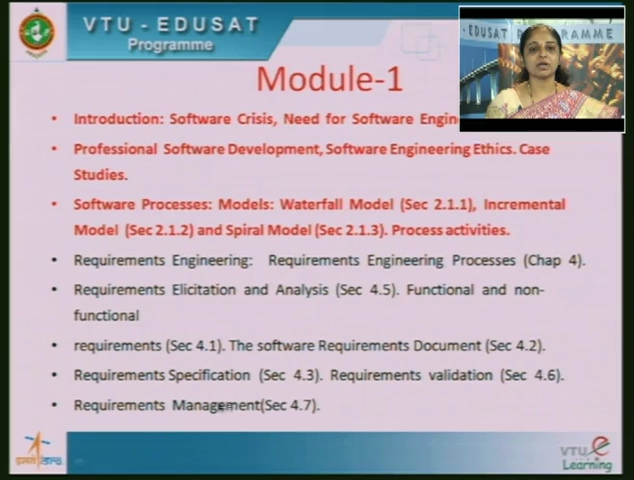 VTU - EDUSAT
Programme
- EDUSAT PROGRAMME
Module-1
Introduction: Software Crisis, Need for Software
Professional Software Development, Software Engineering Ethics. Case
Studies.
Software Processes: Models: Waterfall Model (Sec 2.1.1), Incremental
Model (Sec 2.1.2) and Spiral Model (Sec 2.1.3). Process activities.
Requirements Engineering: Requirements Engineering Processes (Chap 4).
Requirements Elicitation and Analysis (Sec 4.5). Functional and non-
functional
requirements (Sec 4.1). The software Requirements Document (Sec 4.2).
Requirements Specification (Sec 4.3). Requirements validation (Sec 4.6).
Requirements Management(Sec 4.7).
VTU e
Learning